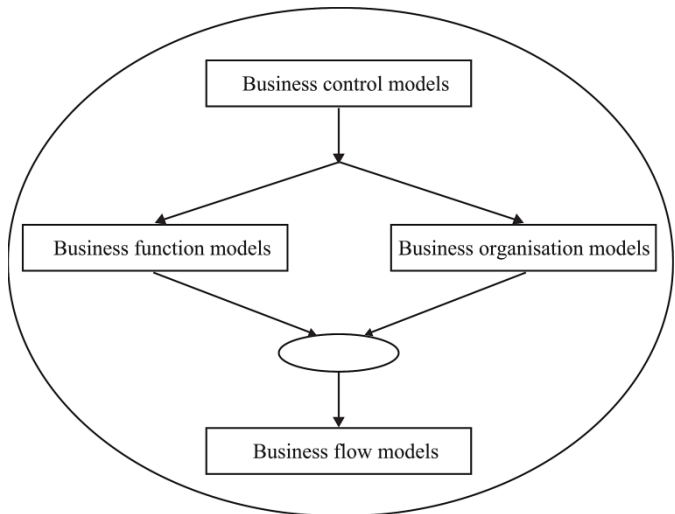 Business control models
Business function models
Business organisation models
Business flow models